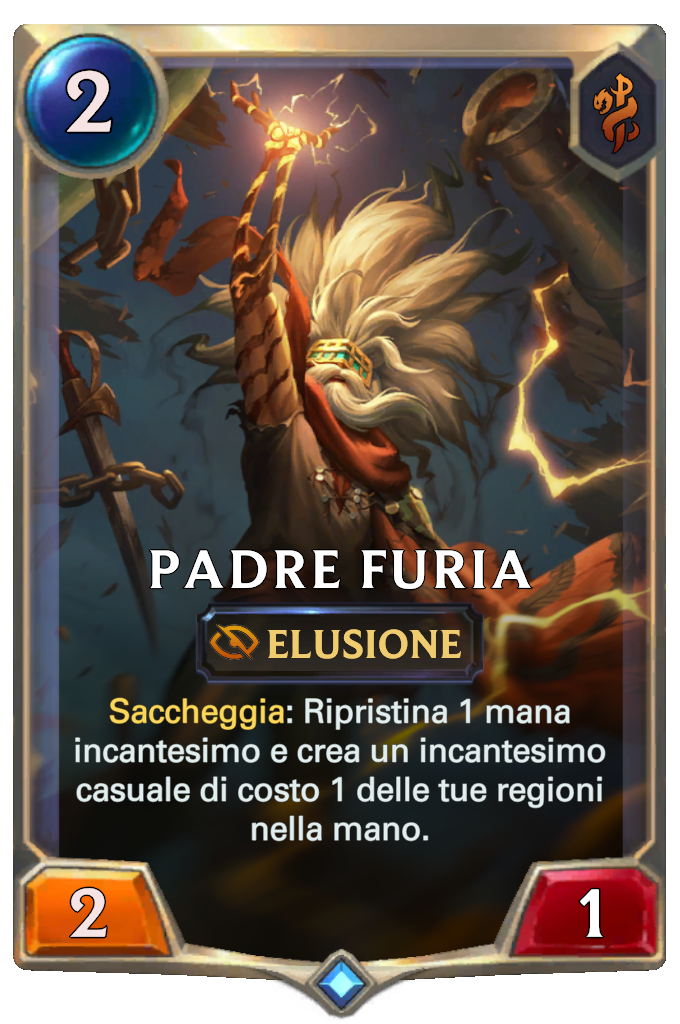 2
PADRE FURIA
ELUSIONE
Saccheggia: Ripristina 1 mana
incantesimo e crea un incantesimo
casuale di costo 1 delle tue regioni
nella mano.
2
1